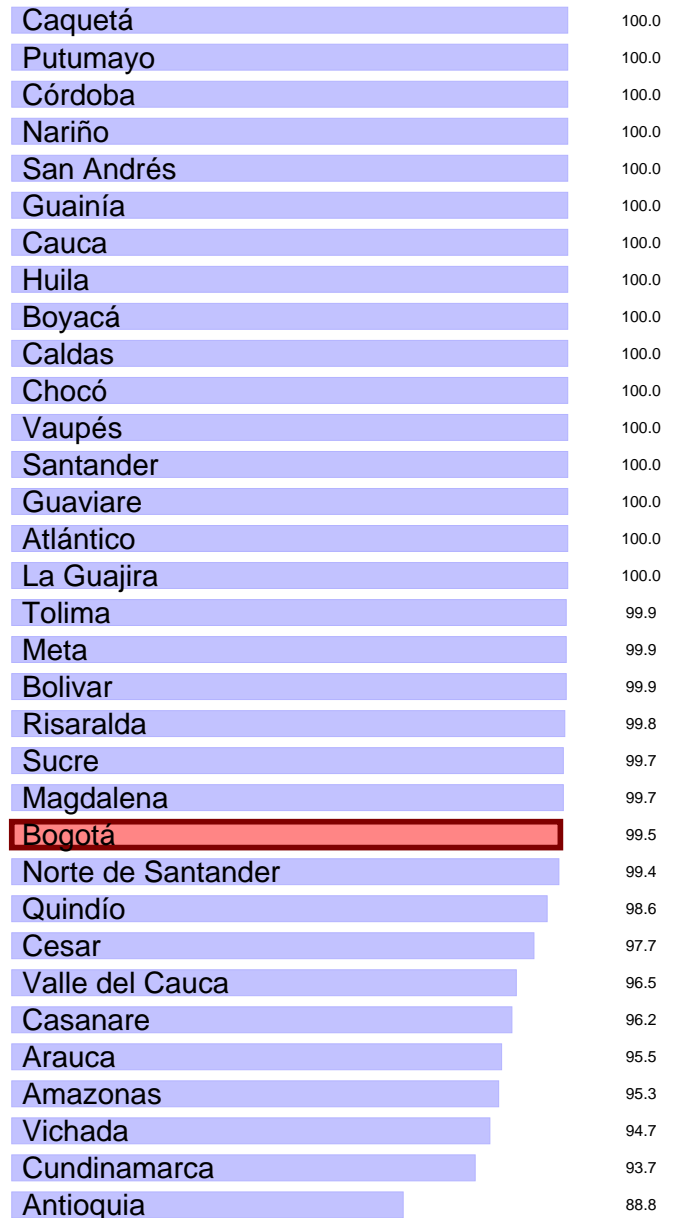 Caquetá 100.0
Putumayo 100.0
Córdoba 100.0
Nariño 100.0
San Andrés 100.0
Guainía 100.0
Cauca 100.0
Huila 100.0
Boyacá 100.0
Caldas 100.0
Chocó 100.0
Vaupés 100.0
Santander 100.0
Guaviare 100.0
Atlántico 100.0
La Guajira 100.0
Tolima 99.9
Meta 99.9
Bolivar 99.9
Risaralda 99.8
Sucre 99.7
Magdalena 99.7
Bogotá 99.5
Norte de Santander 99.4
Quindío 98.6
Cesar 97.7
Valle del Cauca 96.5
Casanare 96.2
Arauca 95.5
Amazonas 95.3
Vichada 94.7
Cundinamarca 93.7
Antioquia 88.8